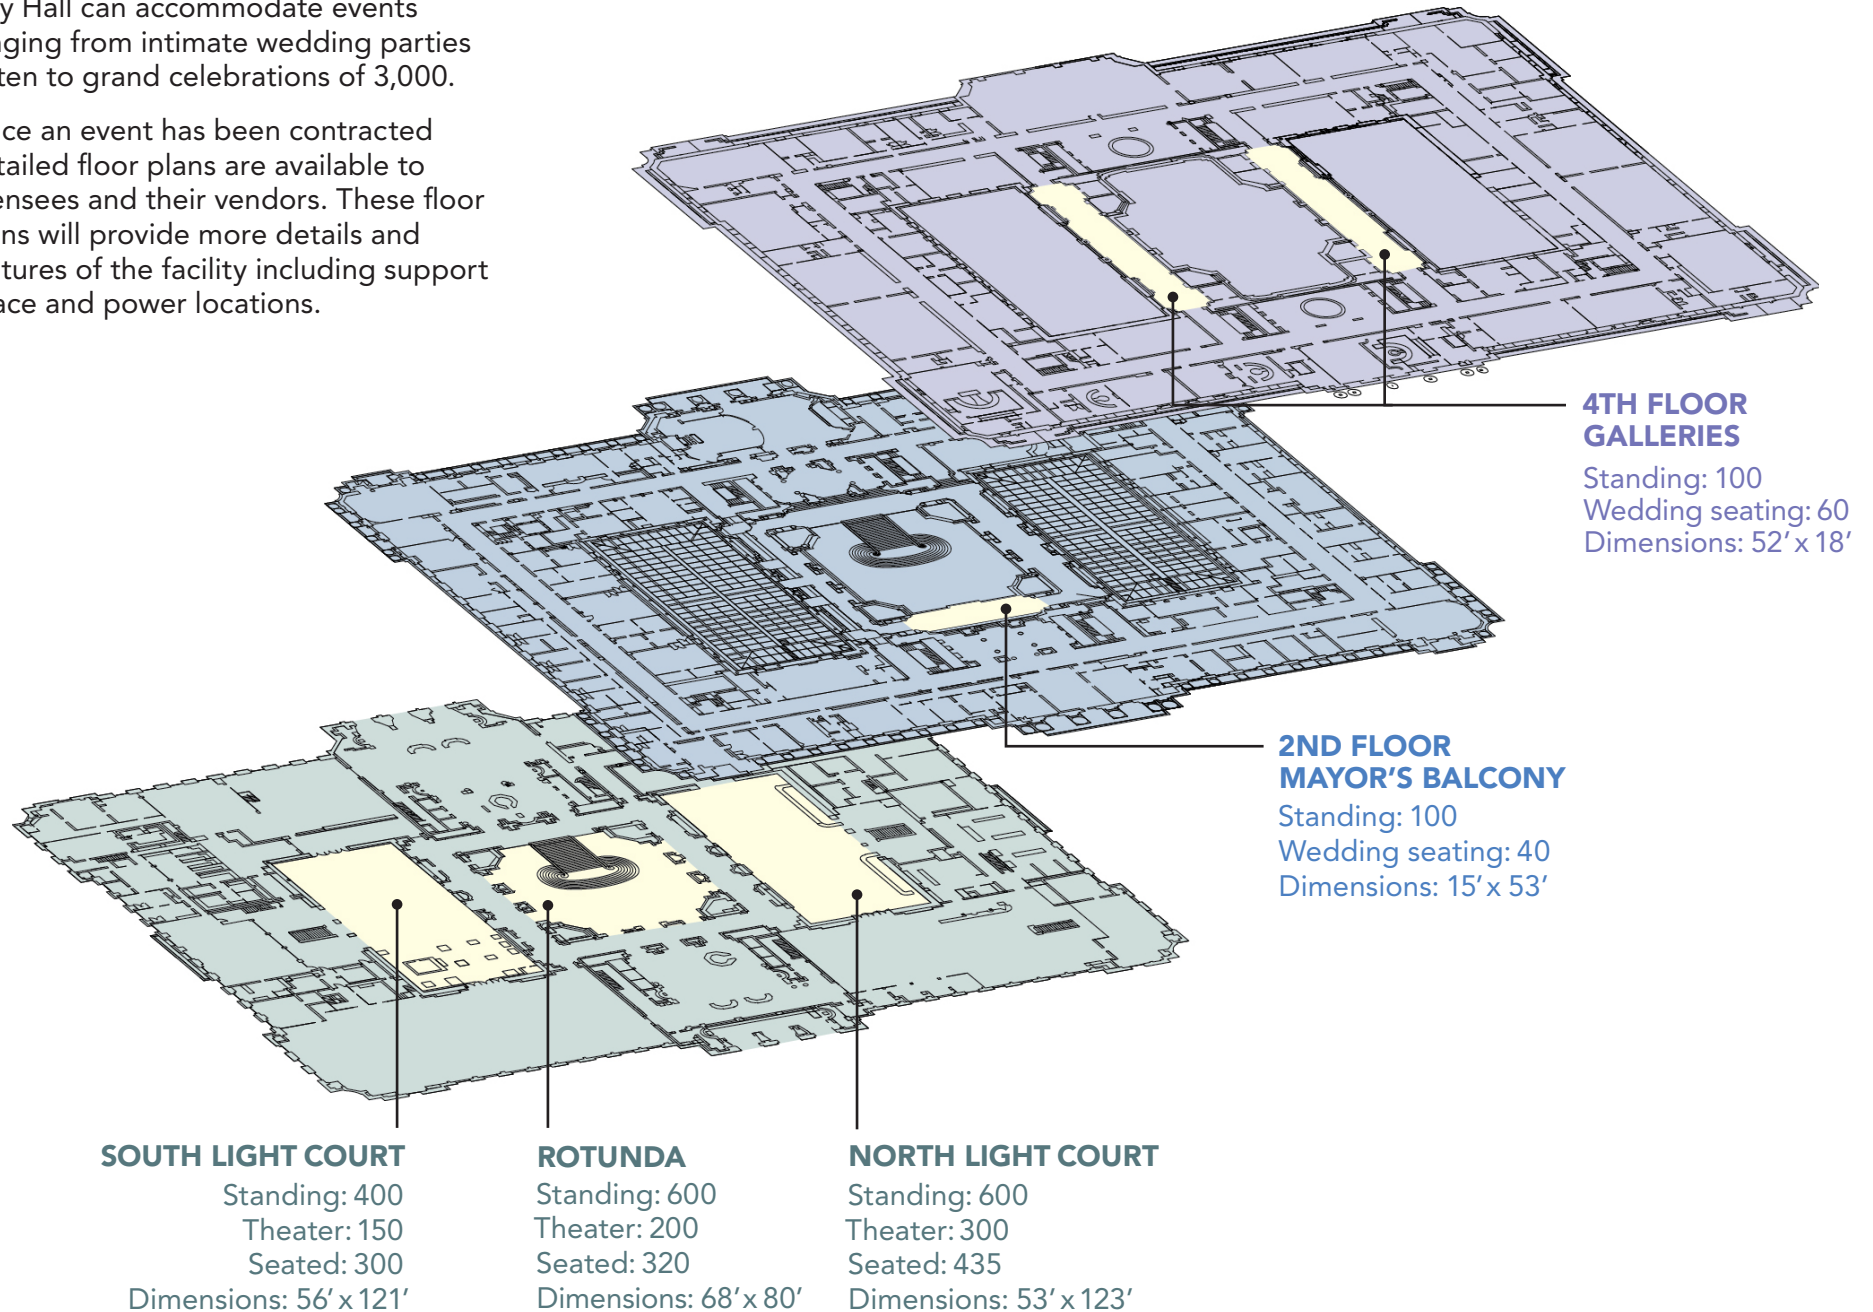 y Hall can accommodate events
ging from intimate wedding parties
ten to grand celebrations of 3,000.
ce an event has been contracted
tailed floor plans are available to
ensees and their vendors. These floor
ns will provide more details and
tures of the facility including support
ace and power locations.
4TH FLOOR
GALLERIES
Standing: 100
Wedding seating: 60
Dimensions: 52′ x 18′
2ND FLOOR
MAYOR'S BALCONY
Standing: 100
Wedding seating: 40
Dimensions: 15′ x 53′
SOUTH LIGHT COURT
Standing: 400
Theater: 150
Seated: 300
Dimensions: 56′ x 121′
ROTUNDA
Standing: 600
Theater: 200
Seated: 320
Dimensions: 68′ x 80′
NORTH LIGHT COURT
Standing: 600
Theater: 300
Seated: 435
Dimensions: 53′ x 123′